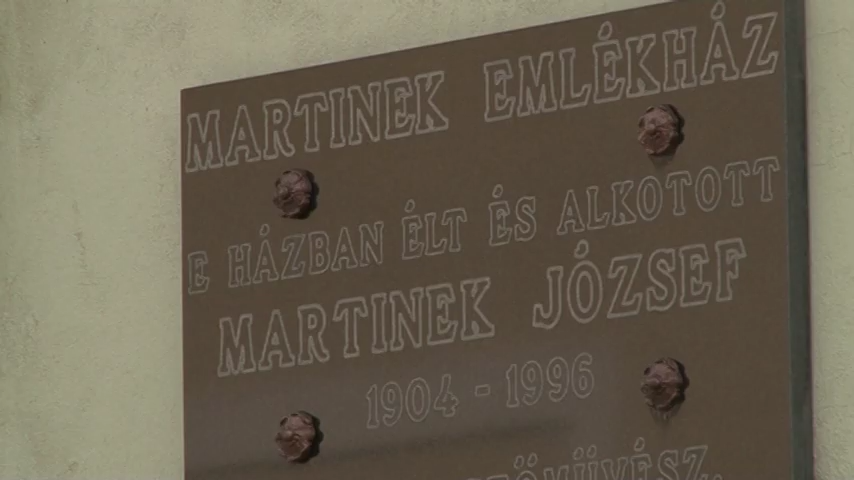 MARTINEK EMLÉKHÁZ
E HÁZBAN ÉLT ÉS ALKOTOTT
MARTINEK JÓZSEF
1904 - 1996